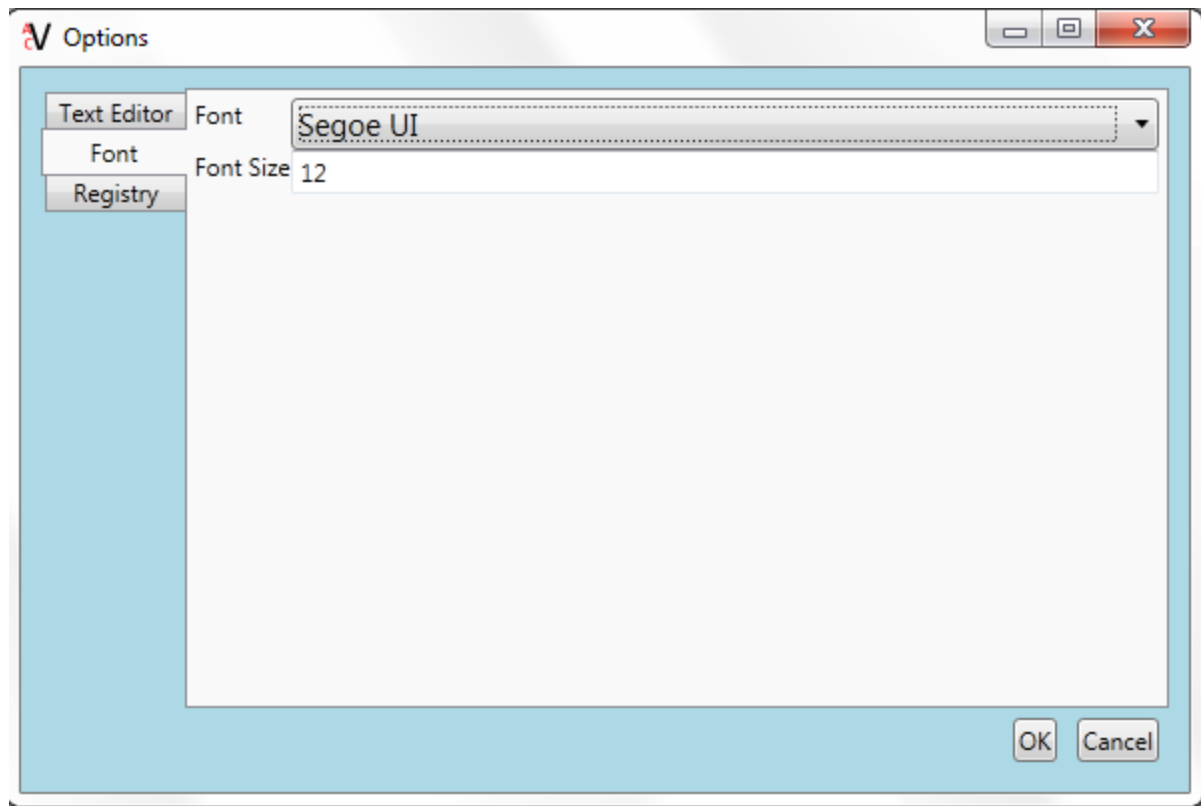 Options
Text Editor
Font
Registry
Font Segoe UI
Font Size 12
OK Cancel